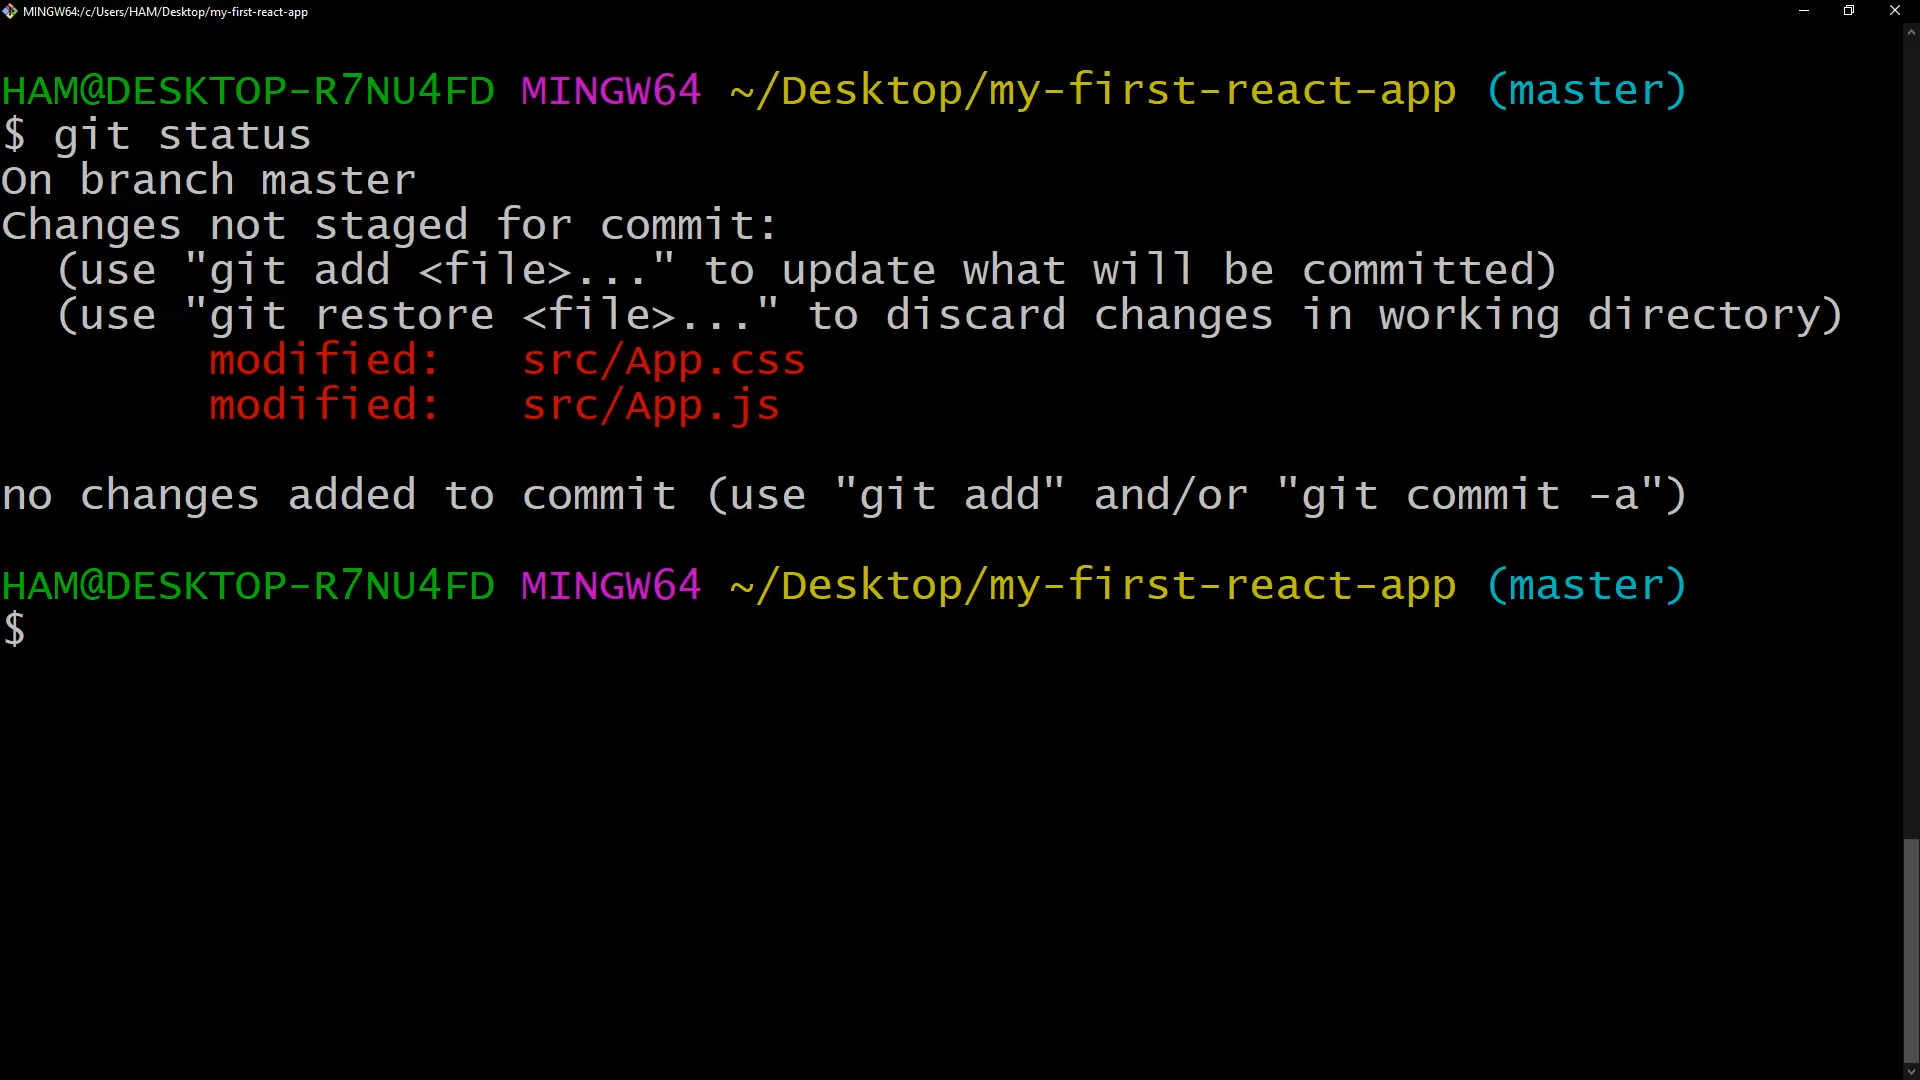 MINGW64:/c/Users/HAM/Desktop/my-first-react-app
HAM@DESKTOP-R7NU4FD MINGW64 ~/Desktop/my-first-react-app (master)
$ git status
On branch master
Changes not staged for commit:
  (use "git add <file>..." to update what will be committed)
  (use "git restore <file>..." to discard changes in working directory)
        modified:   src/App.css
        modified:   src/App.js
no changes added to commit (use "git add" and/or "git commit -a")
HAM@DESKTOP-R7NU4FD MINGW64 ~/Desktop/my-first-react-app (master)
$